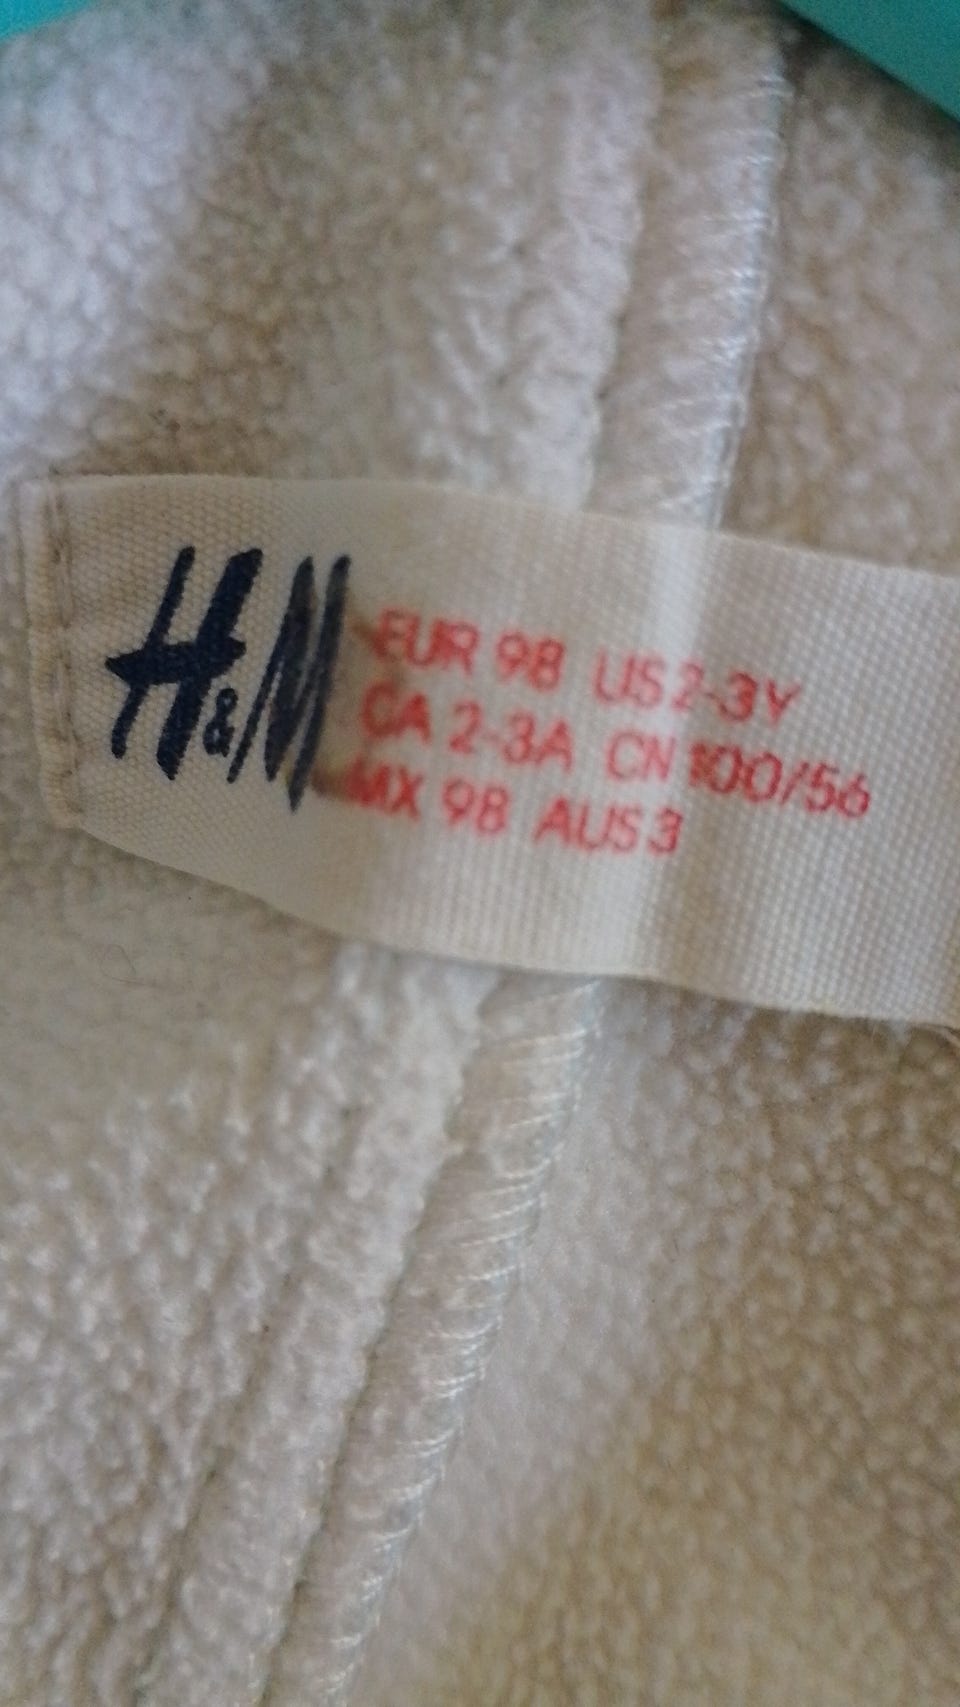 H&M
EUR 98 US 2-3Y
CA 2-3A CN 100/56
MX 98 AUS 3